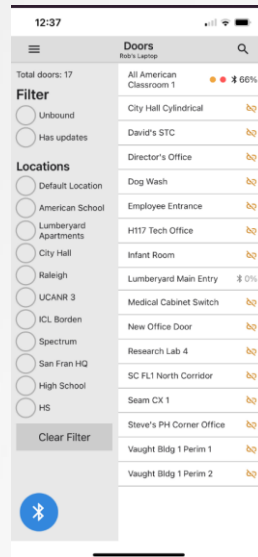 12:37
Doors
Rob's Laptop
Total doors: 17
Filter
Unbound
Has updates
Locations
Default Location
American School
Lumberyard
Apartments
City Hall
Raleigh
UCANR 3
ICL Borden
Spectrum
San Fran HQ
High School
HS
Clear Filter
All American
Classroom 1
66%
City Hall Cylindrical
David's STC
Director's Office
Dog Wash
Employee Entrance
H117 Tech Office
Infant Room
Lumberyard Main Entry
0%
Medical Cabinet Switch
New Office Door
Research Lab 4
SC FL1 North Corridor
Seam CX 1
Steve's PH Corner Office
Vaught Bldg 1 Perim 1
Vaught Bldg 1 Perim 2